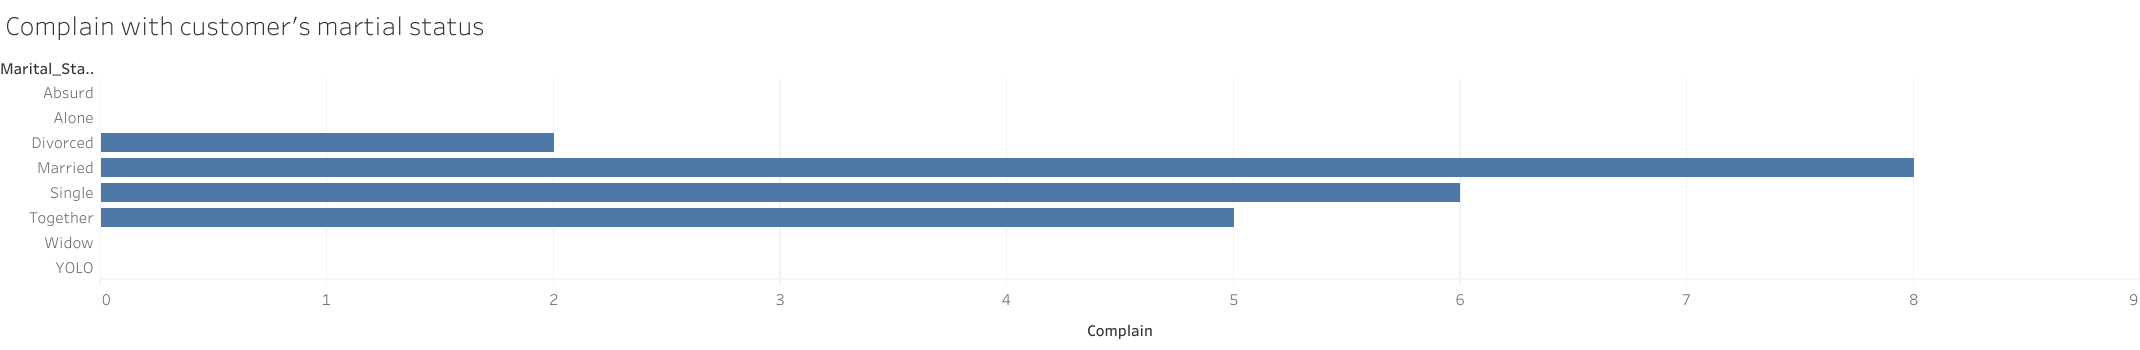 Complain with customer's martial status
Marital_Sta..
Absurd
Alone
Divorced
Married
Single
Together
Widow
YOLO
0 1 2 3 4 5 6 7 8 9
Complain